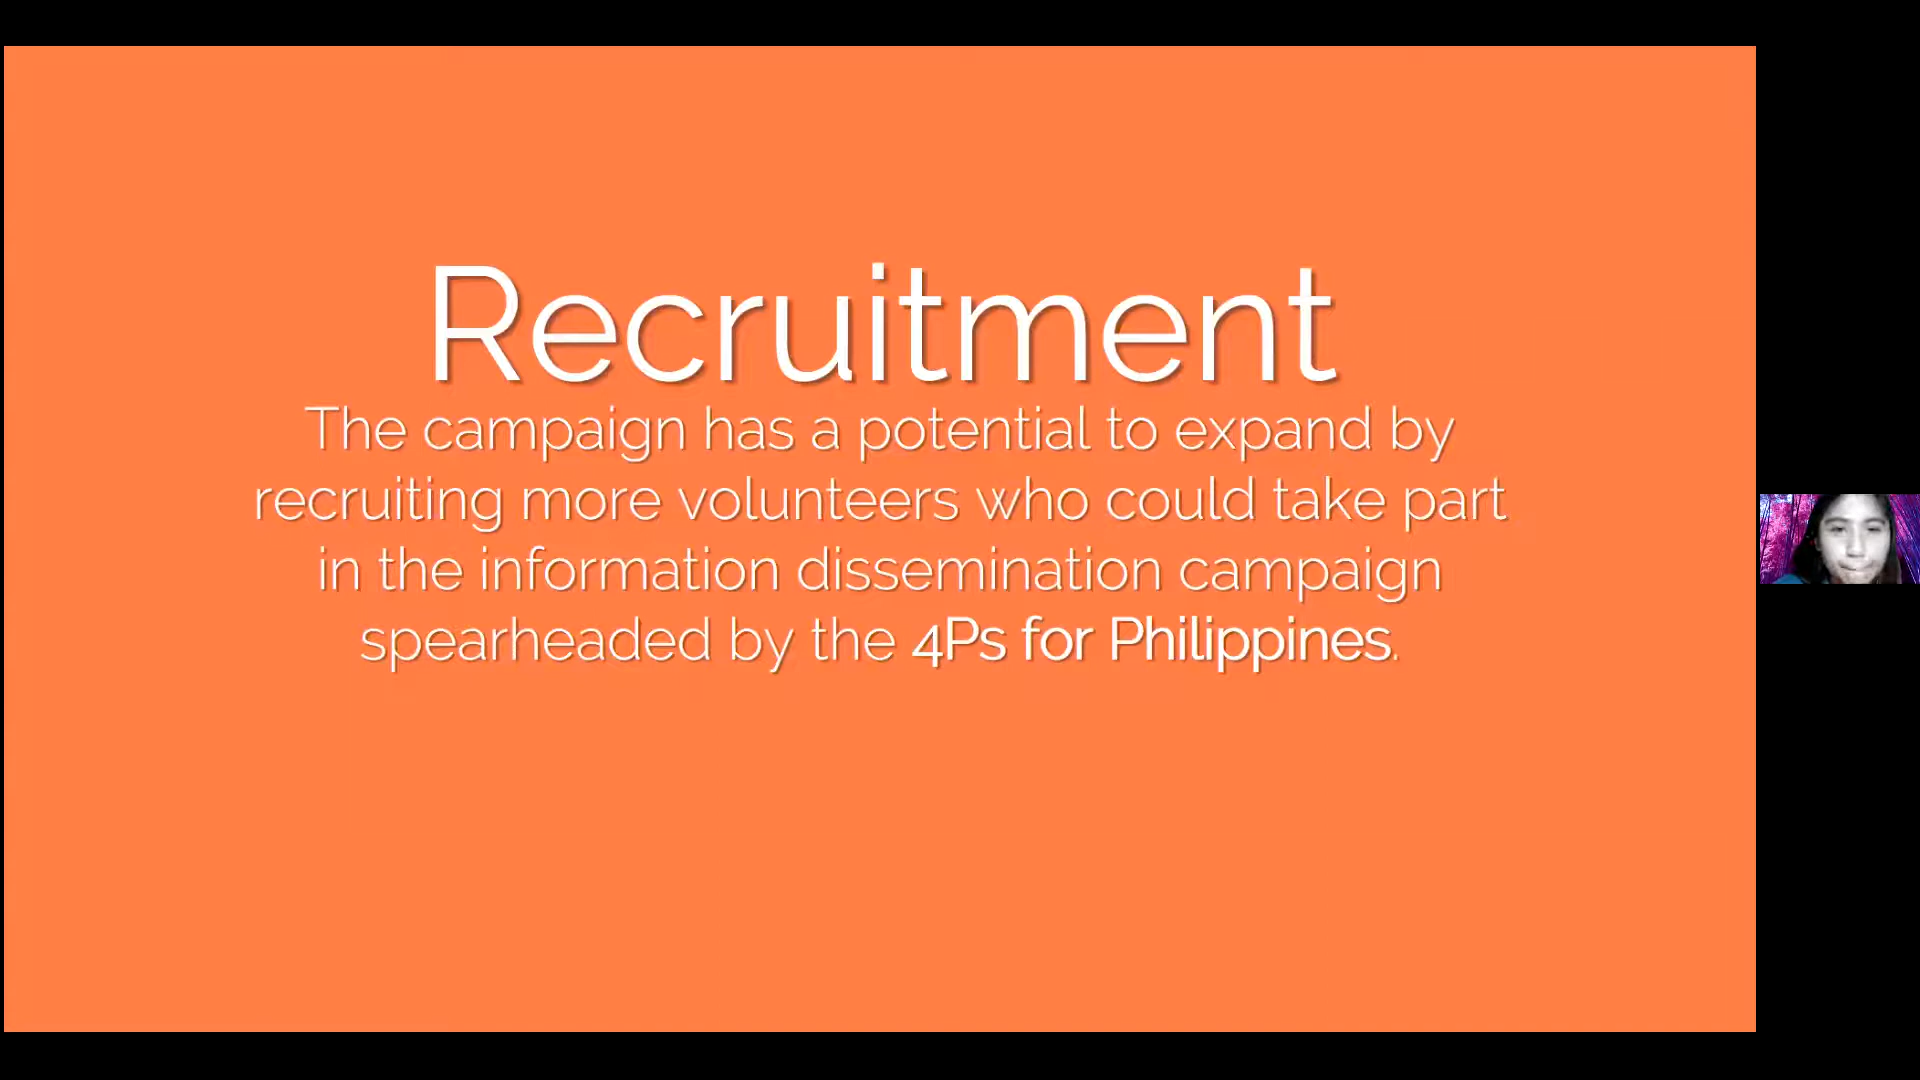 Recruitment
The campaign has a potential to expand by
recruiting more volunteers who could take part
in the information dissemination campaign
spearheaded by the 4Ps for Philippines.